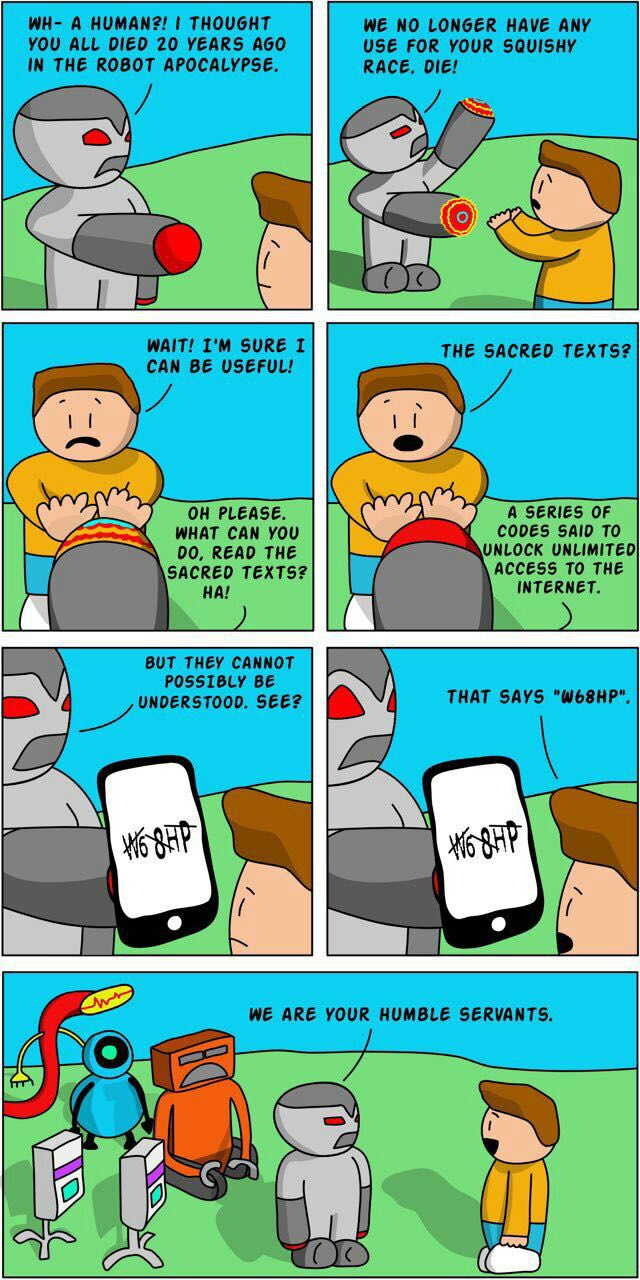 WH- A HUMAN?! I THOUGHT
YOU ALL DIED 20 YEARS AGO
IN THE ROBOT APOCALYPSE.
WE NO LONGER HAVE ANY
USE FOR YOUR SQUISHY
RACE. DIE!
WAIT! I'M SURE I
CAN BE USEFUL!
OH PLEASE.
WHAT CAN YOU
DO, READ THE
SACRED TEXTS?
HA!
THE SACRED TEXTS?
A SERIES OF
CODES SAID TO
UNLOCK UNLIMITED
ACCESS TO THE
INTERNET.
BUT THEY CANNOT
POSSIBLY BE
UNDERSTOOD. SEE?
W68HP
THAT SAYS "W68HP".
W68HP
WE ARE YOUR HUMBLE SERVANTS.